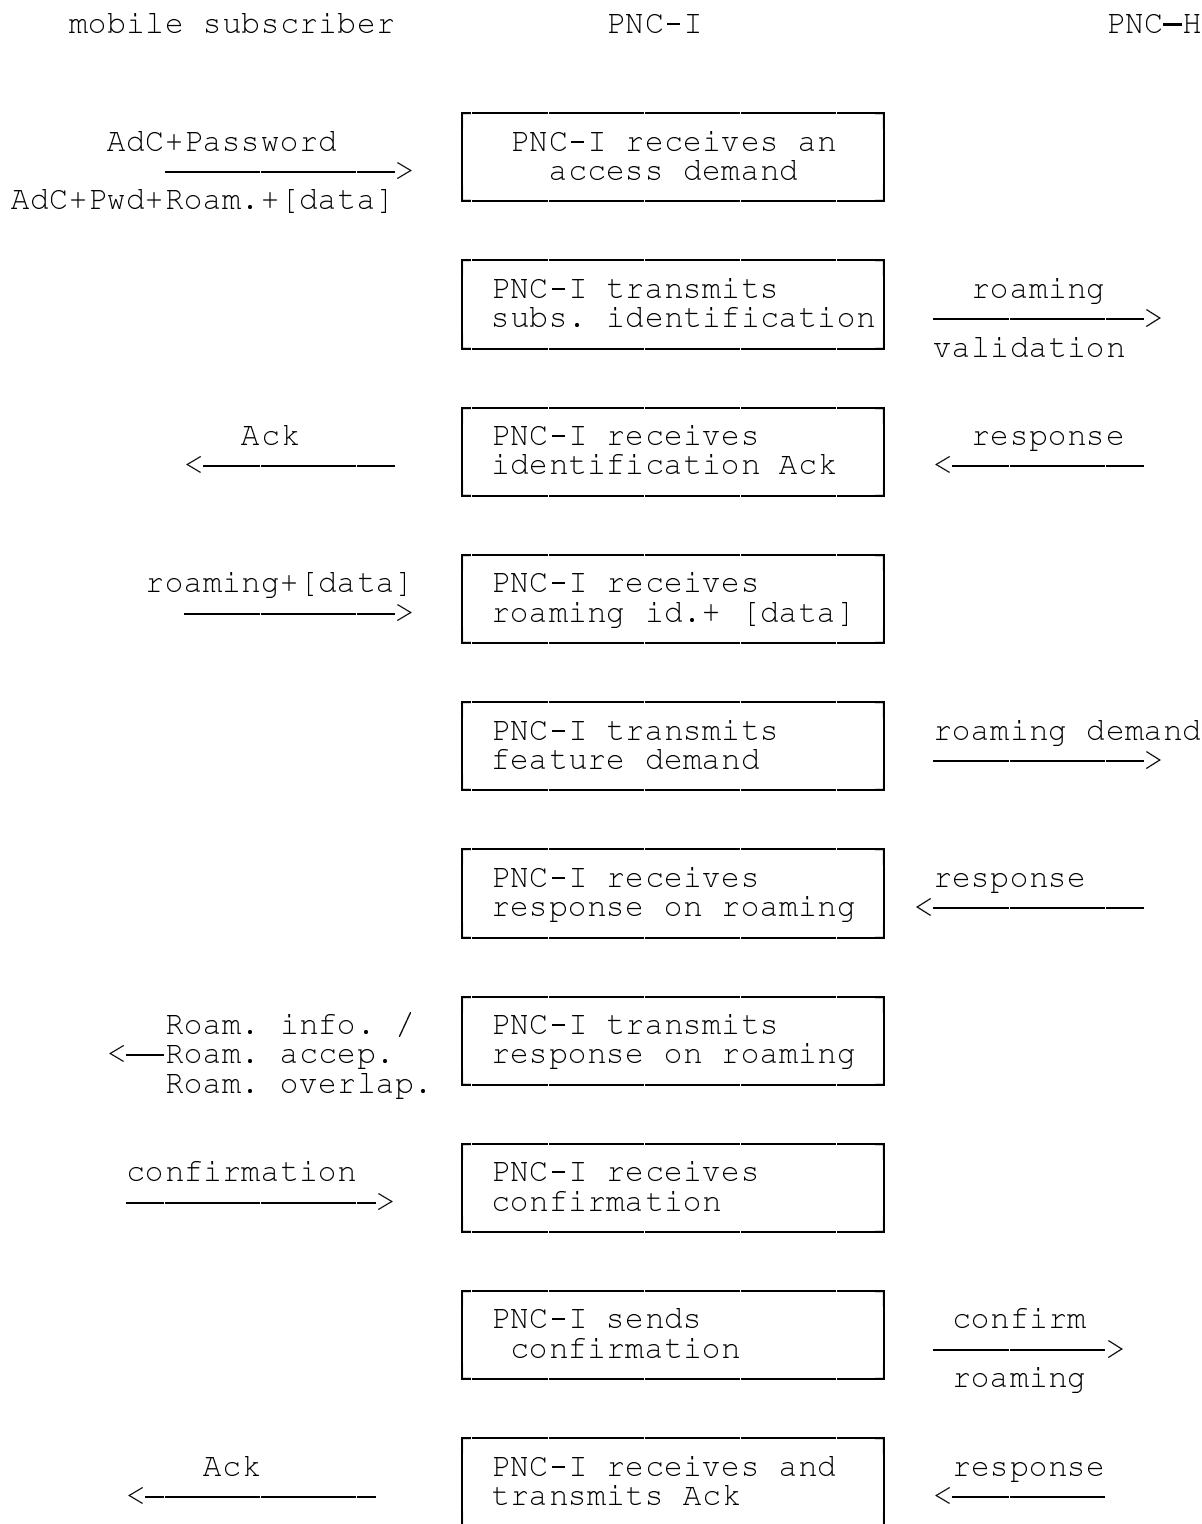 mobile subscriber PNC-I PNC-H
AdC+Password PNC-I receives an
access demand
AdC+Pwd+Roam.+[data]
PNC-I transmits roaming
subs. identification
validation
Ack PNC-I receives response
identification Ack
roaming+[data] PNC-I receives
roaming id.+ [data]
PNC-I transmits roaming demand
feature demand
PNC-I receives response
response on roaming
Roam. info. / PNC-I transmits
Roam. accep. response on roaming
Roam. overlap.
confirmation PNC-I receives
confirmation
PNC-I sends confirm
confirmation
roaming
Ack PNC-I receives and response
transmits Ack